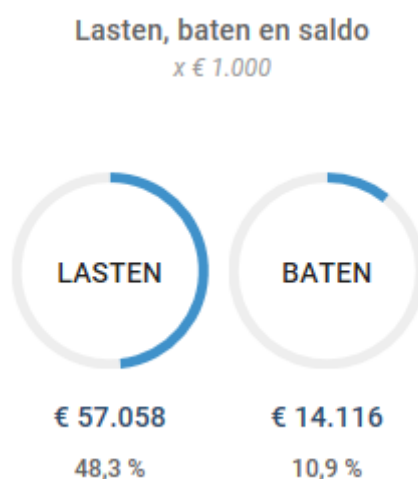 Lasten, baten en saldo
x € 1.000
LASTEN
BATEN
€ 57.058
€ 14.116
48,3 %
10,9 %